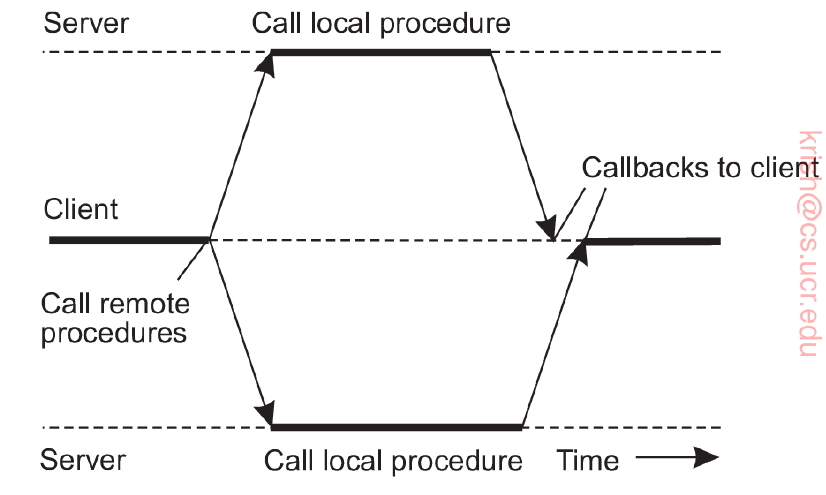 Server
Call local procedure
Callbacks to client
Client
Call remote
procedures
Server
Call local procedure
Time
krish@cs.ucr.edu